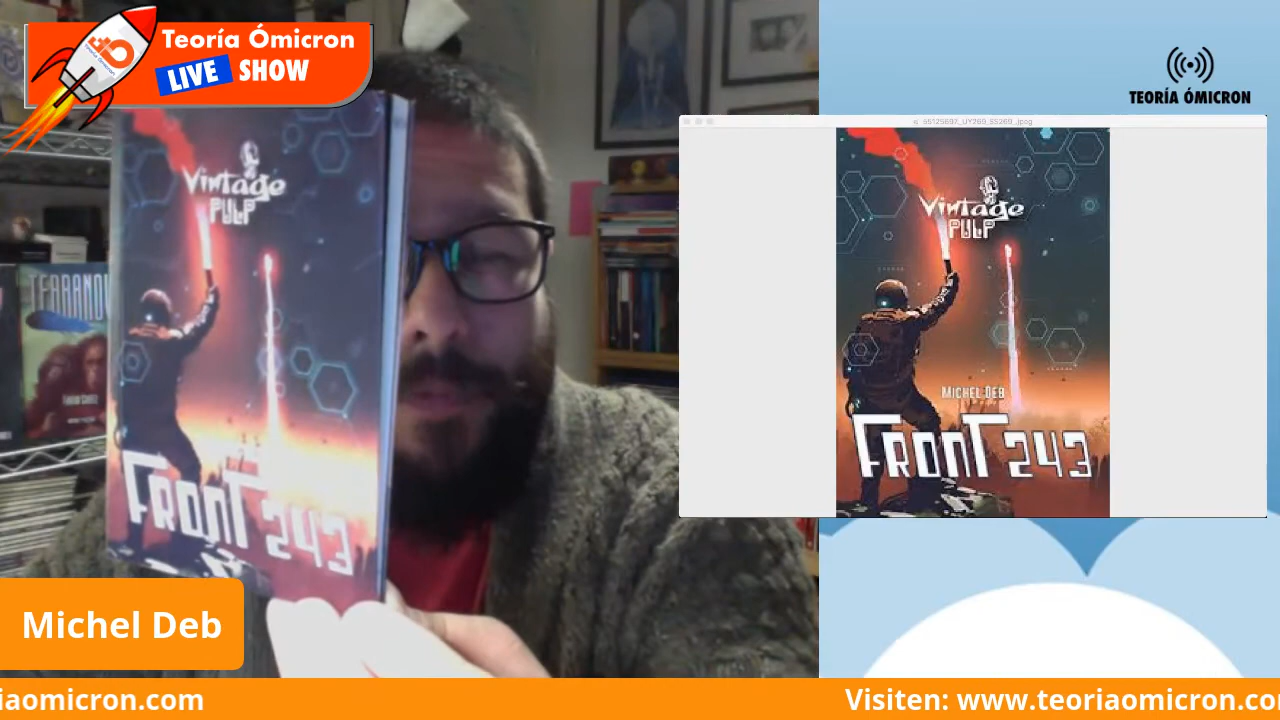 Teoría Ómicron
LIVE SHOW
TEORÍA ÓMICRON
Vintage
PULP
FRONT 243
Vintage
PULP
MICHEL DEB
FRONT 243
Michel Deb
iaomicron.com
Visiten: www.teoriaomicron.co